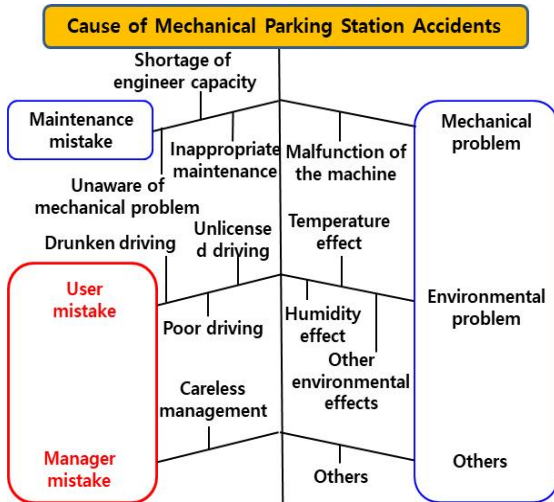 Cause of Mechanical Parking Station Accidents
Shortage of
engineer capacity
Maintenance
mistake
Inappropriate
maintenance
Unaware of
mechanical problem
Malfunction of
the machine
Mechanical
problem
Drunken driving
Unlicense
d driving
User
mistake
Poor driving
Temperature
effect
Humidity
effect
Other
environmental
effects
Environmental
problem
Careless
management
Manager
mistake
Others
Others